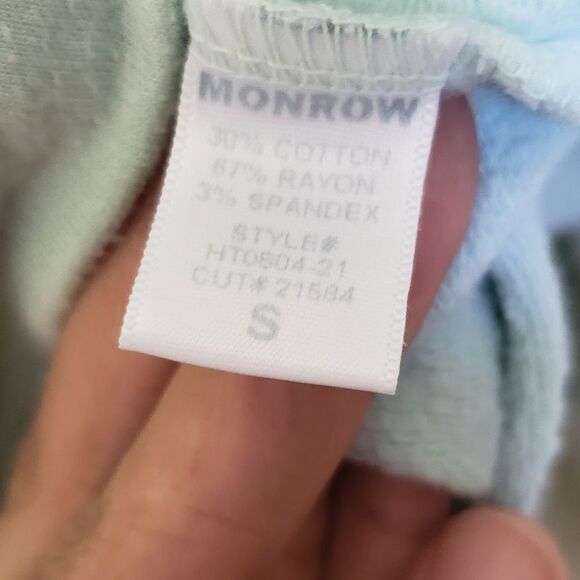 MONROW
30% COTTON
67% RAYON
3% SPANDEX
STYLE#
HT0804-21
CUT# 21584
S